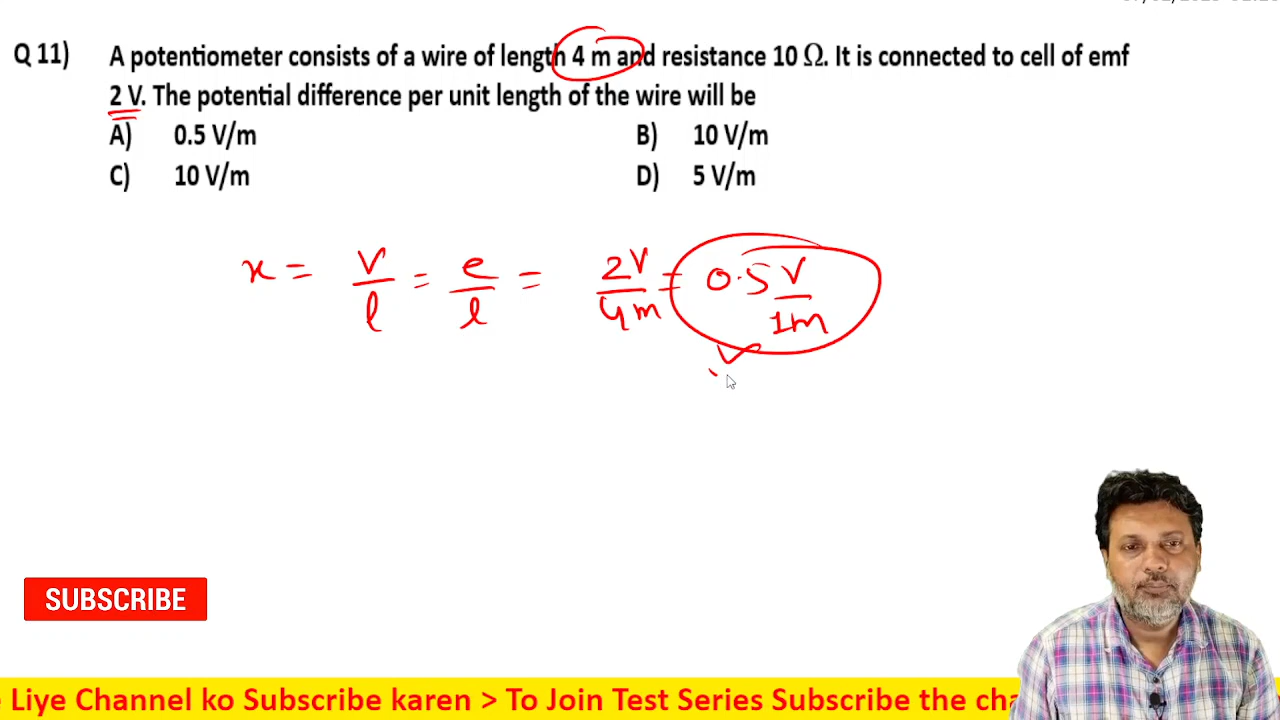 Q 11) A potentiometer consists of a wire of length 4 m and resistance 10 Ω. It is connected to cell of emf
2 V. The potential difference per unit length of the wire will be
A) 0.5 V/m B) 10 V/m
C) 10 V/m D) 5 V/m
x = V/l = e/l = 2V/4m = 0.5 V/1m
SUBSCRIBE
Liye Channel ko Subscribe karen > To Join Test Series Subscribe the